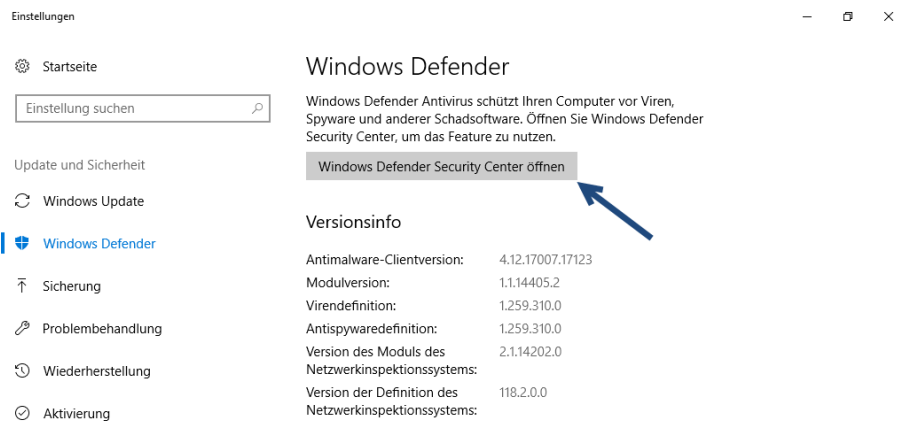 Einstellungen
Startseite
Einstellung suchen
Update und Sicherheit
Windows Update
Windows Defender
Sicherung
Problembehandlung
Wiederherstellung
Aktivierung
Windows Defender
Windows Defender Antivirus schützt Ihren Computer vor Viren,
Spyware und anderer Schadsoftware. Öffnen Sie Windows Defender
Security Center, um das Feature zu nutzen.
Windows Defender Security Center öffnen
Versionsinfo
Antimalware-Clientversion: 4.12.17007.17123
Modulversion: 1.1.14405.2
Virendefinition: 1.259.310.0
Antispywaredefinition: 1.259.310.0
Version des Moduls des 2.1.14202.0
Netzwerkinspektionssystems:
Version der Definition des 118.2.0.0
Netzwerkinspektionssystems: